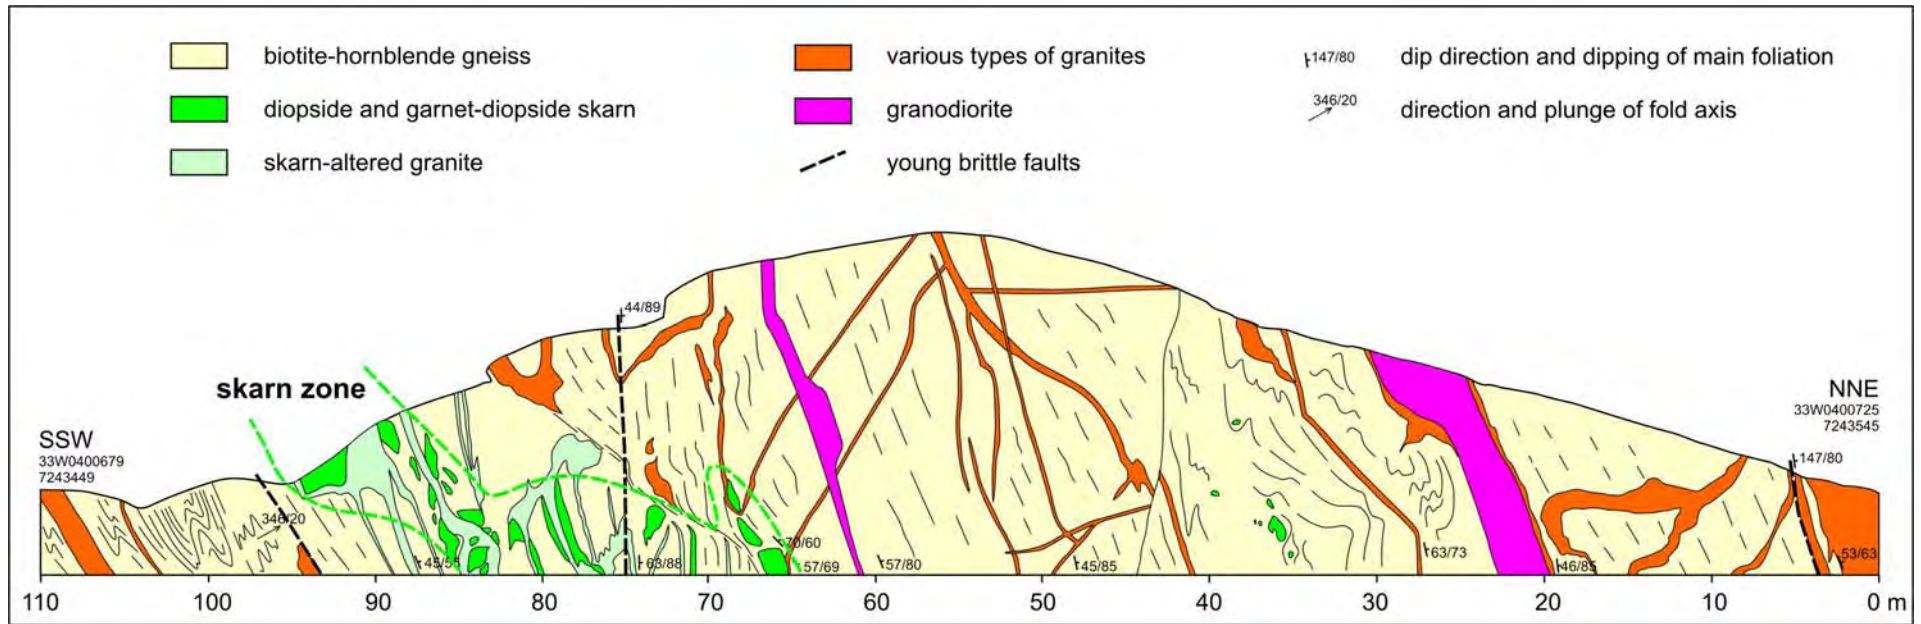 biotite-hornblende gneiss
diopside and garnet-diopside skarn
skarn-altered granite
various types of granites
granodiorite
young brittle faults
147/80 dip direction and dipping of main foliation
346/20 direction and plunge of fold axis
44/89
skarn zone
SSW
33W0400679
7243449
NNE
33W0400725
7243545
147/80
346/20
45/55
63/88
70/60
57/69
57/80
45/85
63/73
46/85
53/63
110 100 90 80 70 60 50 40 30 20 10 0 m